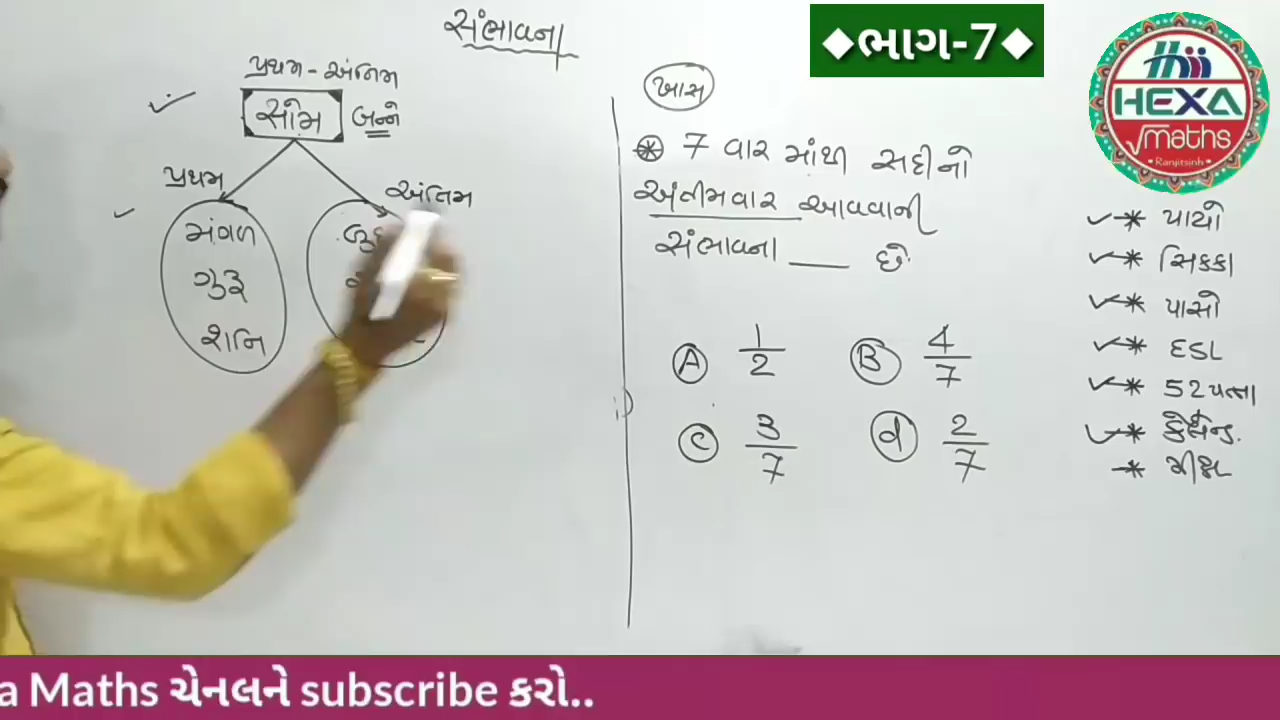 સંભાવના
પ્રથમ - અંતિમ
સોમ બન્ને
પ્રથમ
અંતિમ
મંગળ
ગુરૂ
શનિ
◆ભાગ-7◆
HEXA
maths
Ranjitsinh
ખાસ
* 7 વાર માંથી સદીનો
અંતીમવાર આવવાની
સંભાવના ___ છે
A 1/2 B 4/7
C 3/7 d 2/7
* પાયો
* સિક્કા
* પાસો
* દડા
* 52 પત્તા
a Maths ચેનલને subscribe કરો..